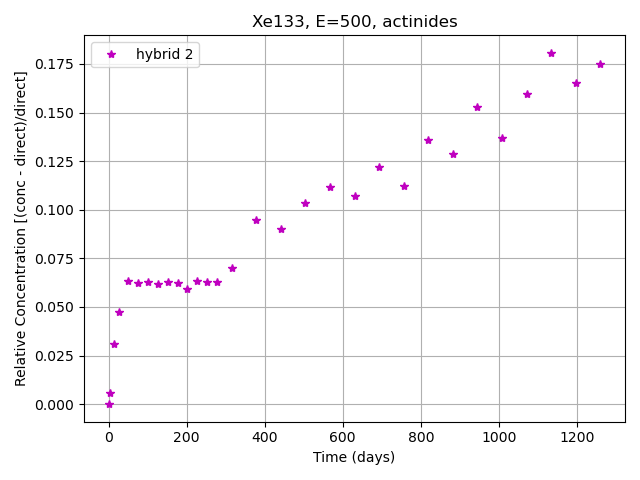 Xe133, E=500, actinides
hybrid 2
Relative Concentration [(conc - direct)/direct]
0.175
0.150
0.125
0.100
0.075
0.050
0.025
0.000
0 200 400 600 800 1000 1200
Time (days)